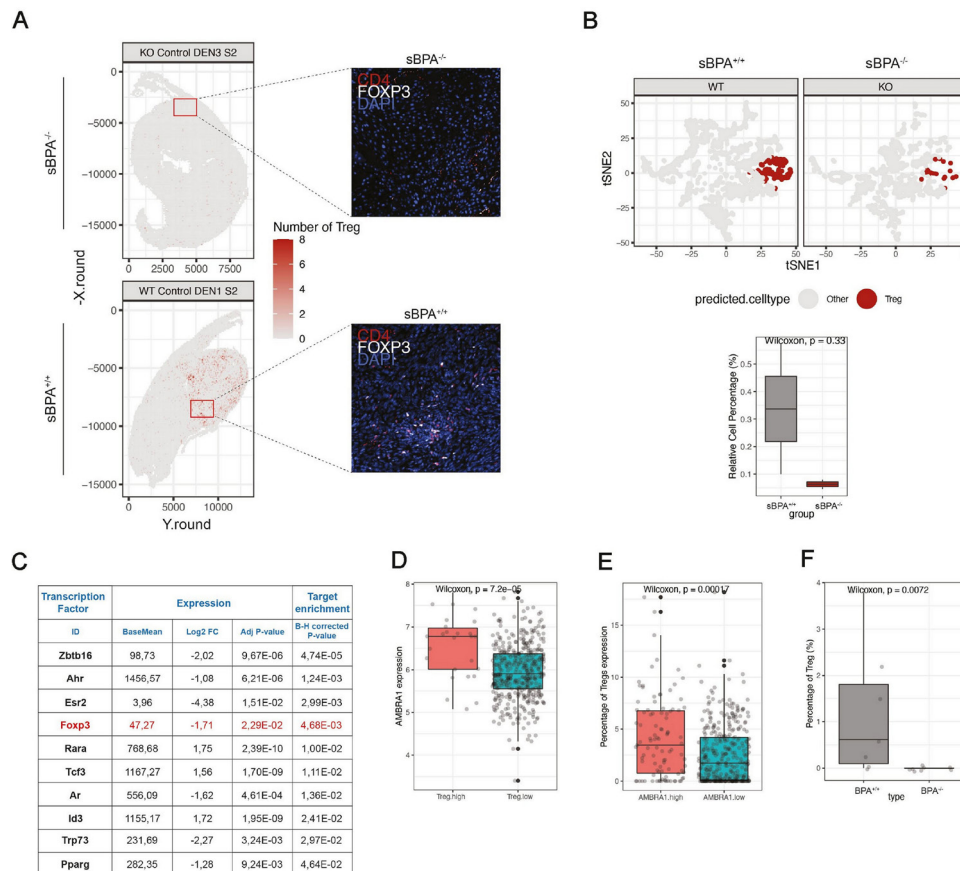 A
KO Control DEN3 S2
0
−5000
−10000
−15000
0 2500 5000 7500
sBPA-/-
sBPA-/-
CD4
FOXP3
DAPI
-X.round
Number of Treg
8
6
4
2
0
WT Control DEN1 S2
0
−5000
−10000
−15000
0 5000 10000
Y.round
sBPA+/+
sBPA+/+
CD4
FOXP3
DAPI
B
sBPA+/+ sBPA-/-
WT KO
50
25
0
-25
-50
tSNE2
-50 -25 0 25 50 -50 -25 0 25 50
tSNE1
predicted.celltype Other Treg
Wilcoxon, p = 0.33
Relative Cell Percentage (%)
0.5
0.4
0.3
0.2
0.1
sBPA+/+ sBPA-/-
group
C
Transcription Factor Expression Target enrichment
ID BaseMean Log2 FC Adj P-value B-H corrected P-value
Zbtb16 98,73 -2,02 9,67E-06 4,74E-05
Ahr 1456,57 -1,08 6,21E-06 1,24E-03
Esr2 3,96 -4,38 1,51E-02 2,99E-03
Foxp3 47,27 -1,71 2,29E-02 4,68E-03
Rara 768,68 1,75 2,39E-10 1,00E-02
Tcf3 1167,27 1,56 1,70E-09 1,11E-02
Ar 556,09 -1,62 4,61E-04 1,36E-02
Id3 1155,17 1,72 1,95E-09 2,41E-02
Trp73 231,69 -2,27 3,24E-03 2,97E-02
Pparg 282,35 -1,28 9,24E-03 4,64E-02
D
Wilcoxon, p = 7.2e-05
AMBRA1 expression
8
7
6
5
4
Treg.high Treg.low
E
Wilcoxon, p = 0.00017
Percentage of Tregs expression
15
10
5
0
AMBRA1.high AMBRA1.low
F
Wilcoxon, p = 0.0072
Percentage of Treg (%)
4
3
2
1
0
BPA+/+ BPA-/-
type